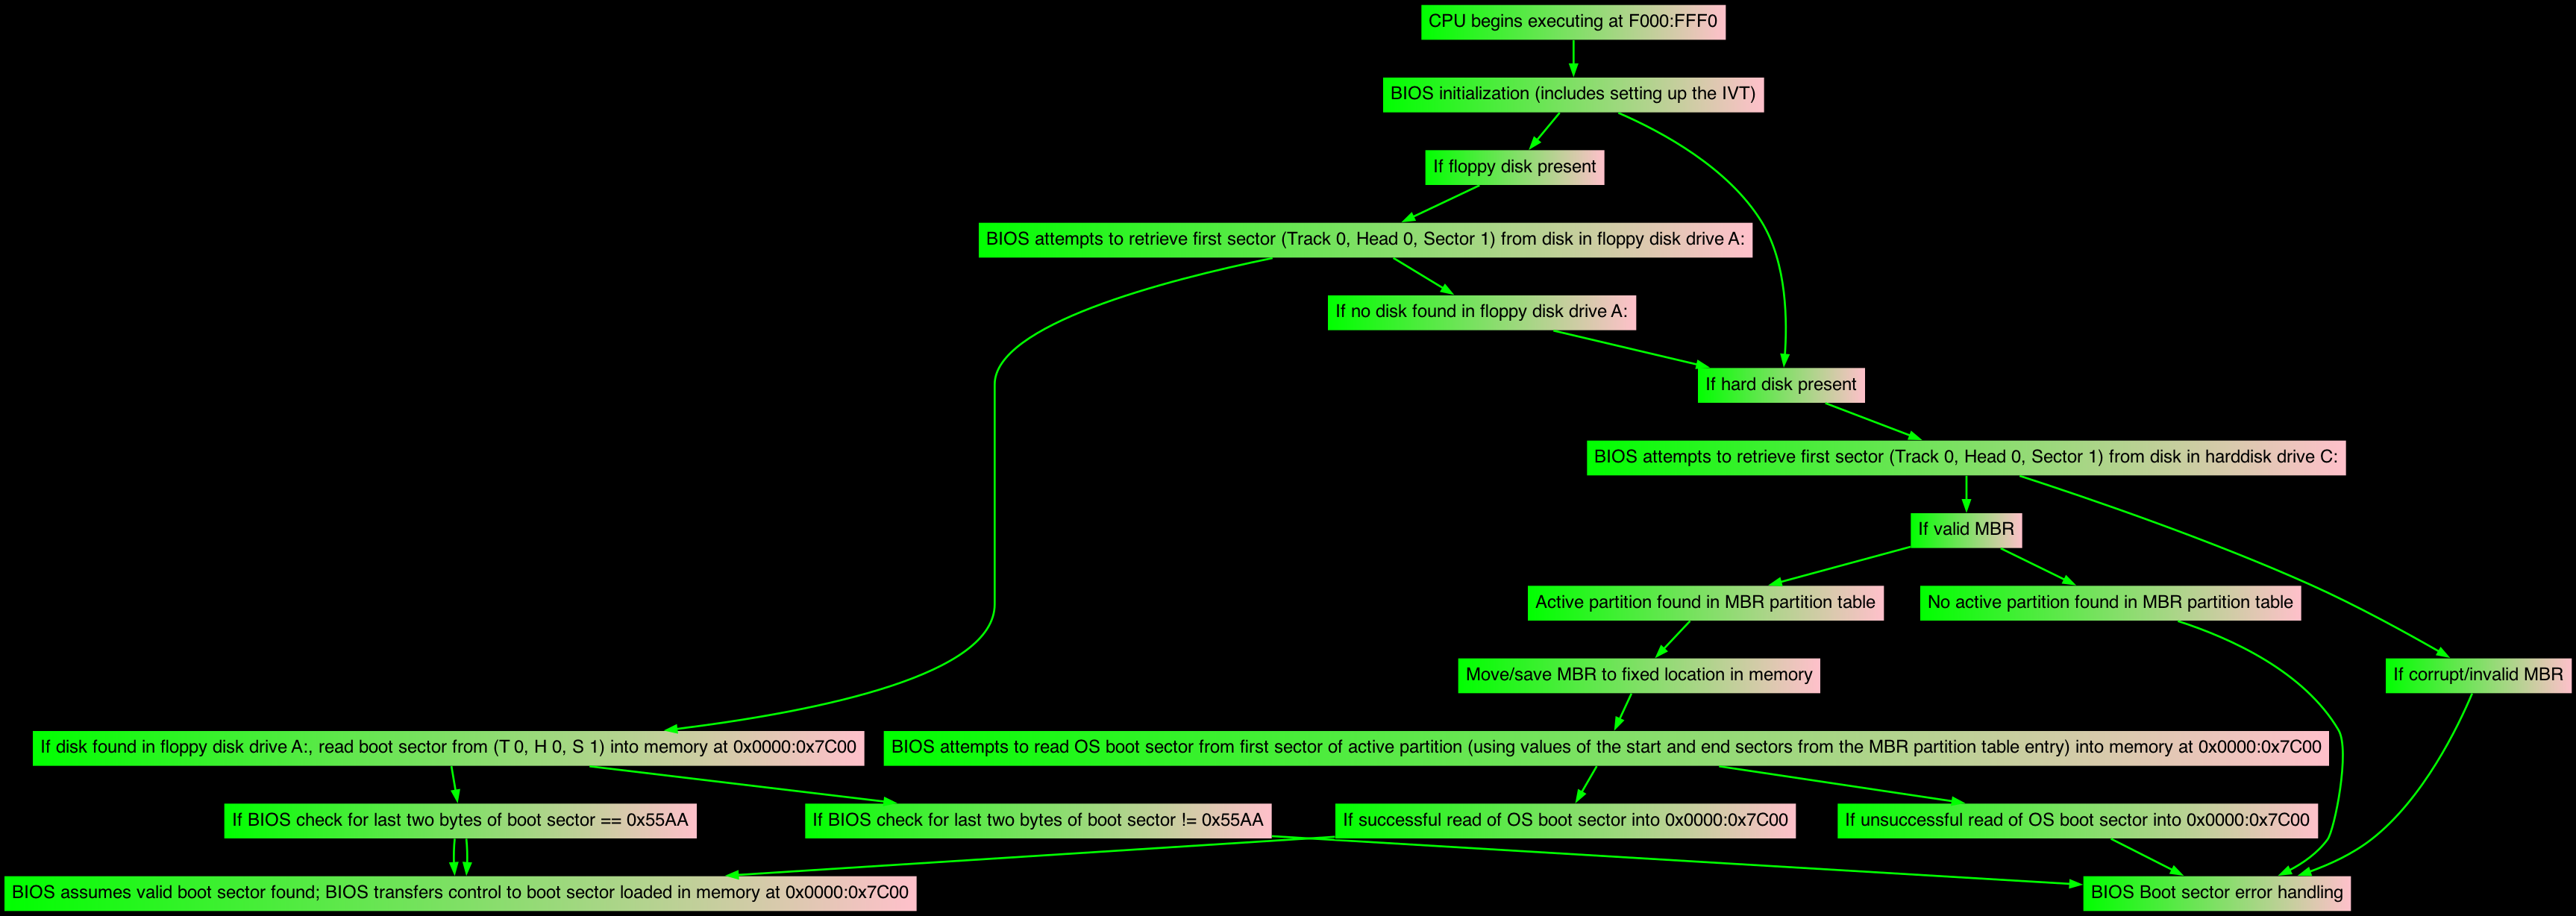 CPU begins executing at F000:FFF0
BIOS initialization (includes setting up the IVT)
If floppy disk present
BIOS attempts to retrieve first sector (Track 0, Head 0, Sector 1) from disk in floppy disk drive A:
If no disk found in floppy disk drive A:
If hard disk present
BIOS attempts to retrieve first sector (Track 0, Head 0, Sector 1) from disk in harddisk drive C:
If valid MBR
Active partition found in MBR partition table
No active partition found in MBR partition table
Move/save MBR to fixed location in memory
If corrupt/invalid MBR
If disk found in floppy disk drive A:, read boot sector from (T 0, H 0, S 1) into memory at 0x0000:0x7C00
BIOS attempts to read OS boot sector from first sector of active partition (using values of the start and end sectors from the MBR partition table entry) into memory at 0x0000:0x7C00
If BIOS check for last two bytes of boot sector == 0x55AA
If BIOS check for last two bytes of boot sector != 0x55AA
If successful read of OS boot sector into 0x0000:0x7C00
If unsuccessful read of OS boot sector into 0x0000:0x7C00
BIOS assumes valid boot sector found; BIOS transfers control to boot sector loaded in memory at 0x0000:0x7C00
BIOS Boot sector error handling